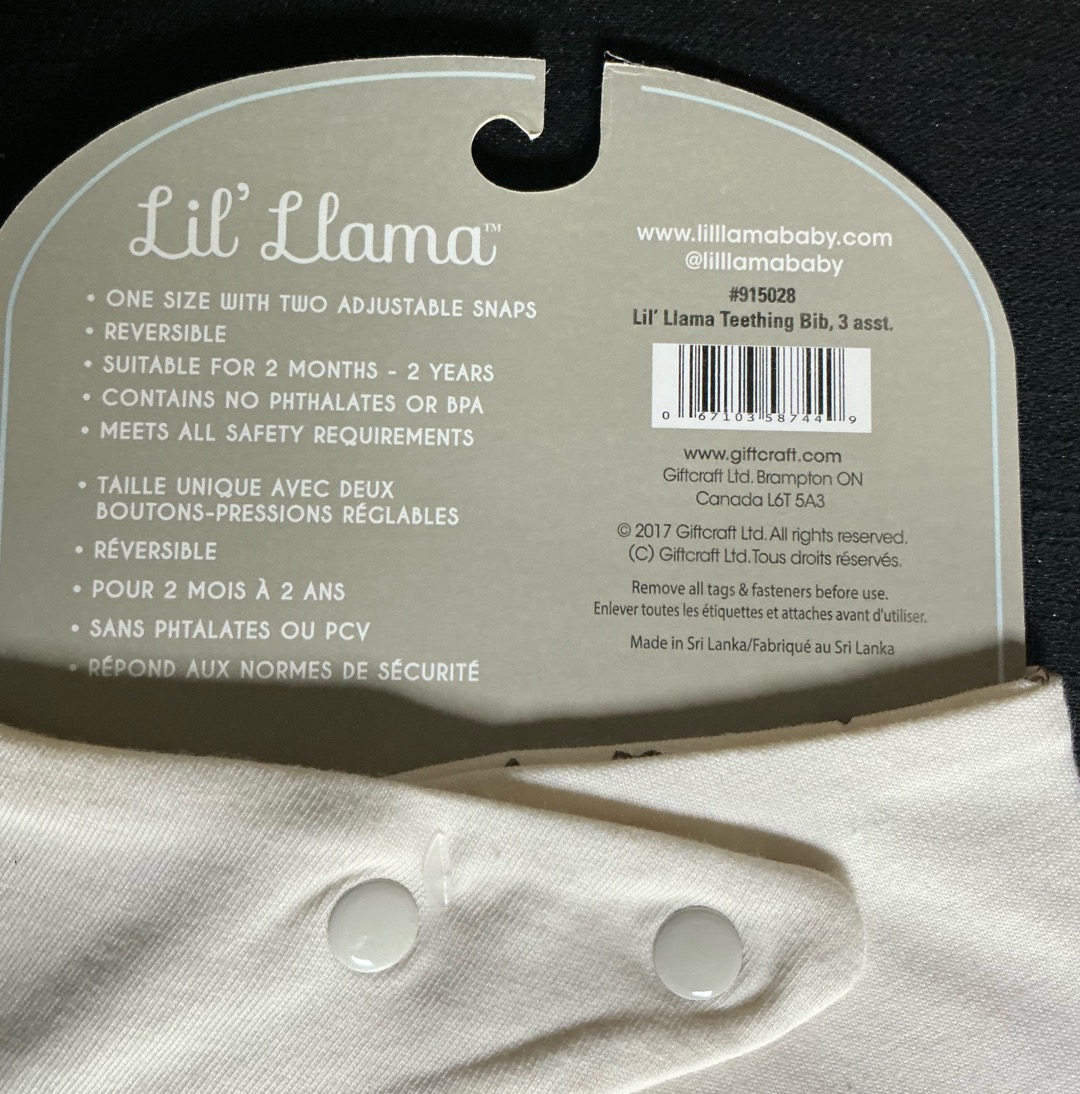 Lil' Llama™
• ONE SIZE WITH TWO ADJUSTABLE SNAPS
• REVERSIBLE
• SUITABLE FOR 2 MONTHS - 2 YEARS
• CONTAINS NO PHTHALATES OR BPA
• MEETS ALL SAFETY REQUIREMENTS
• TAILLE UNIQUE AVEC DEUX
BOUTONS-PRESSIONS RÉGLABLES
• RÉVERSIBLE
• POUR 2 MOIS À 2 ANS
• SANS PHTALATES OU PCV
• RÉPOND AUX NORMES DE SÉCURITÉ
www.lilllamababy.com
@lilllamababy
#915028
Lil' Llama Teething Bib, 3 asst.
0 67103 58744 9
www.giftcraft.com
Giftcraft Ltd. Brampton ON
Canada L6T 5A3
© 2017 Giftcraft Ltd. All rights reserved.
(C) Giftcraft Ltd. Tous droits réservés.
Remove all tags & fasteners before use.
Enlever toutes les étiquettes et attaches avant d'utiliser.
Made in Sri Lanka/Fabriqué au Sri Lanka